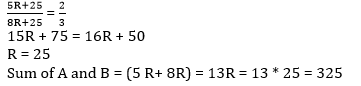 (5R+25)/(8R+25) = 2/3
15R + 75 = 16R + 50
R = 25
Sum of A and B = (5 R+ 8R) = 13R = 13 * 25 = 325